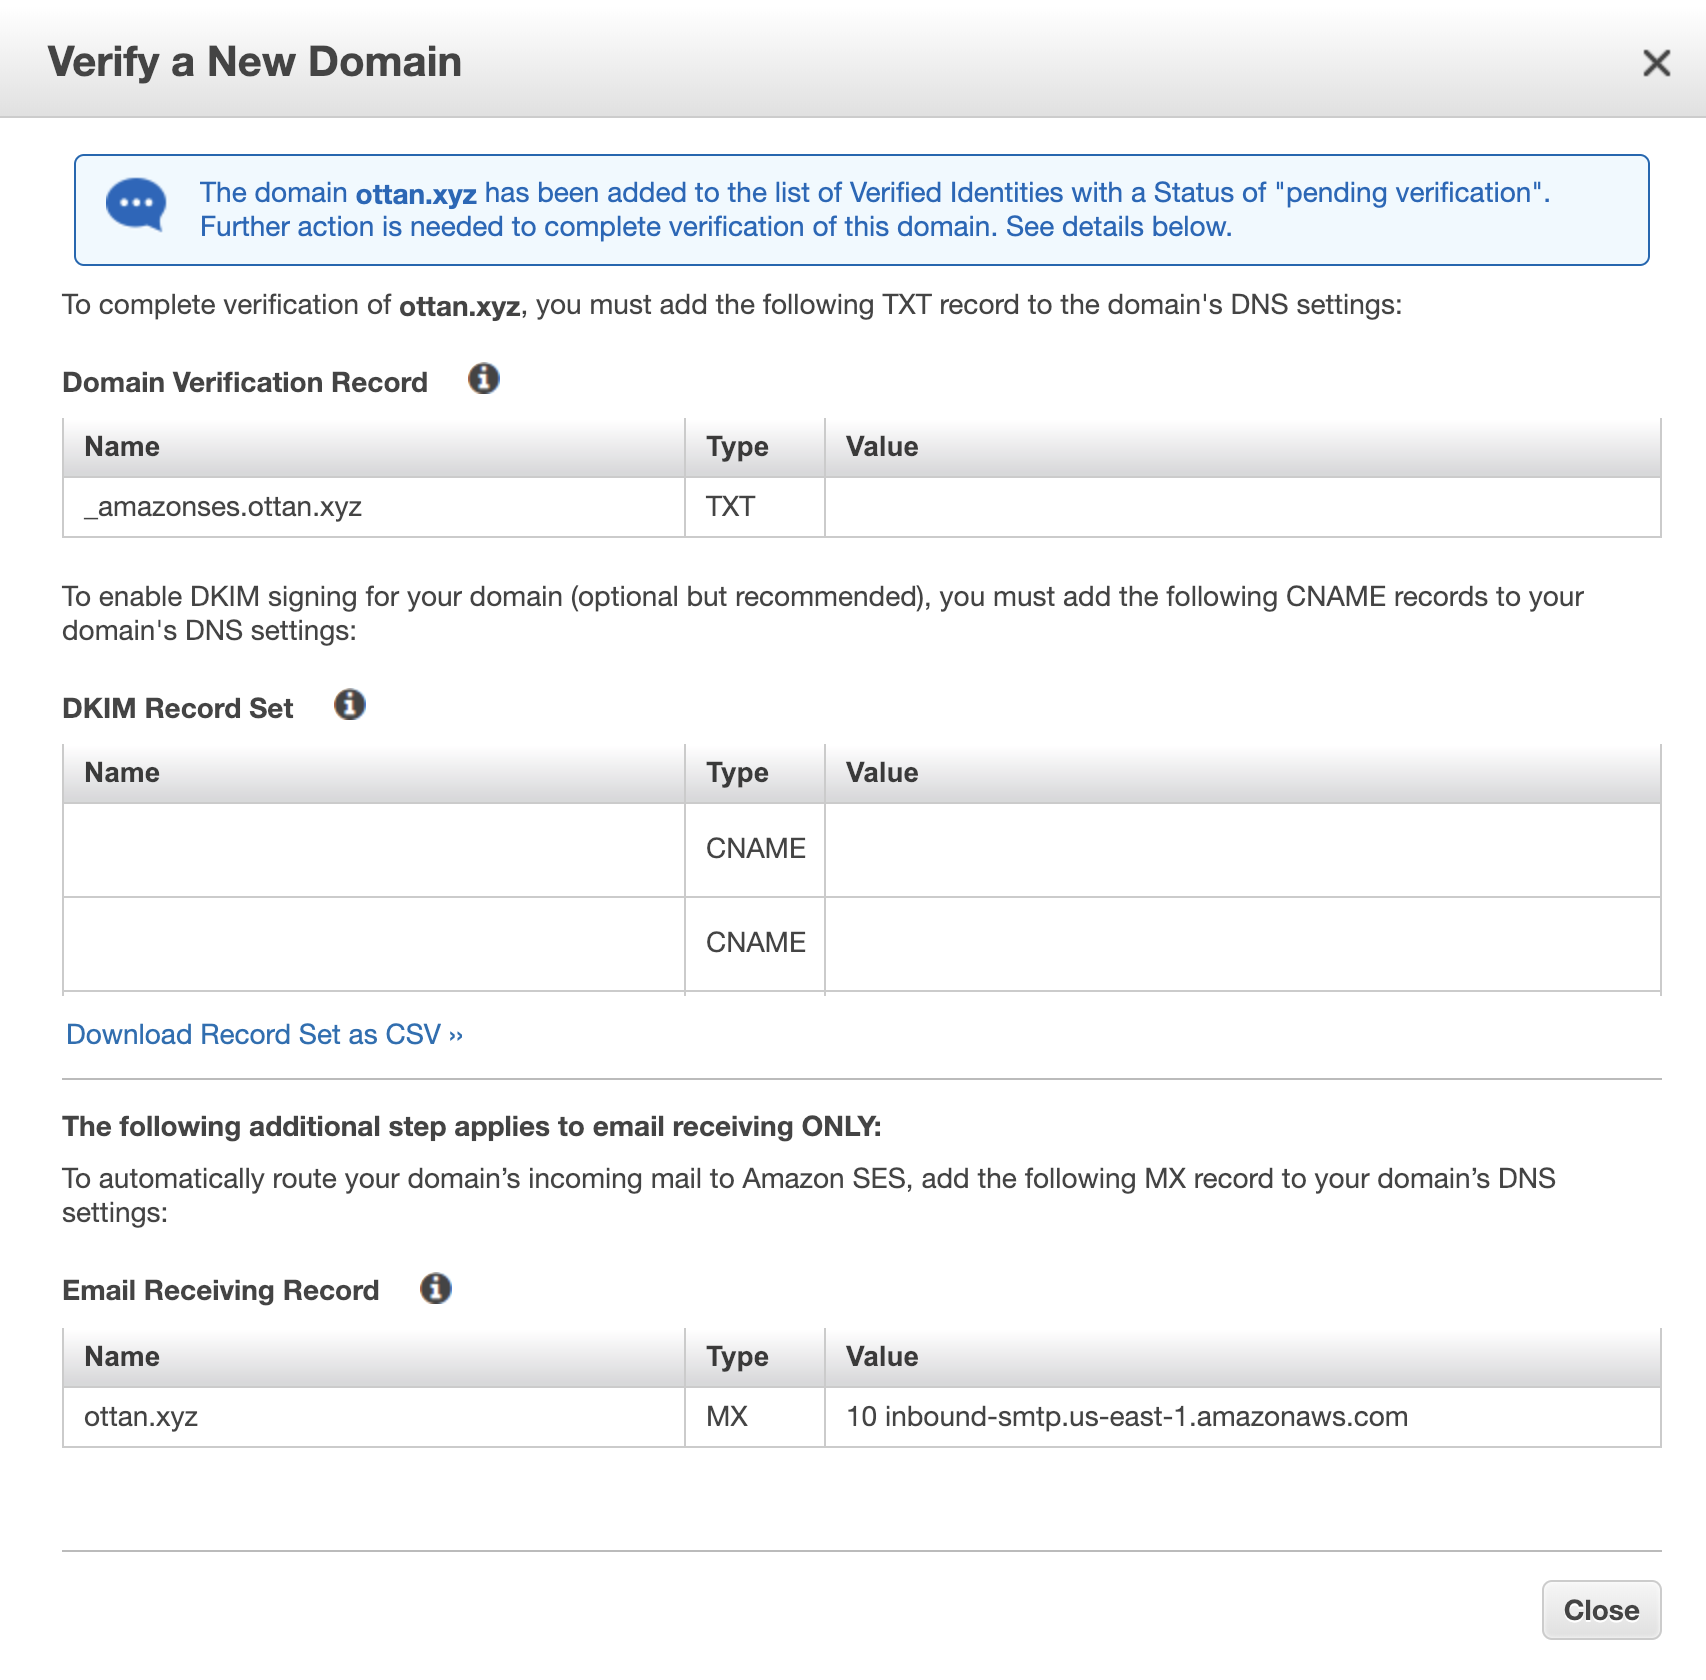 Verify a New Domain
The domain ottan.xyz has been added to the list of Verified Identities with a Status of "pending verification".
Further action is needed to complete verification of this domain. See details below.
To complete verification of ottan.xyz, you must add the following TXT record to the domain's DNS settings:
Domain Verification Record
Name Type Value
_amazonses.ottan.xyz TXT
To enable DKIM signing for your domain (optional but recommended), you must add the following CNAME records to your
domain's DNS settings:
DKIM Record Set
Name Type Value
CNAME
CNAME
Download Record Set as CSV ››
The following additional step applies to email receiving ONLY:
To automatically route your domain’s incoming mail to Amazon SES, add the following MX record to your domain’s DNS
settings:
Email Receiving Record
Name Type Value
ottan.xyz MX 10 inbound-smtp.us-east-1.amazonaws.com
Close